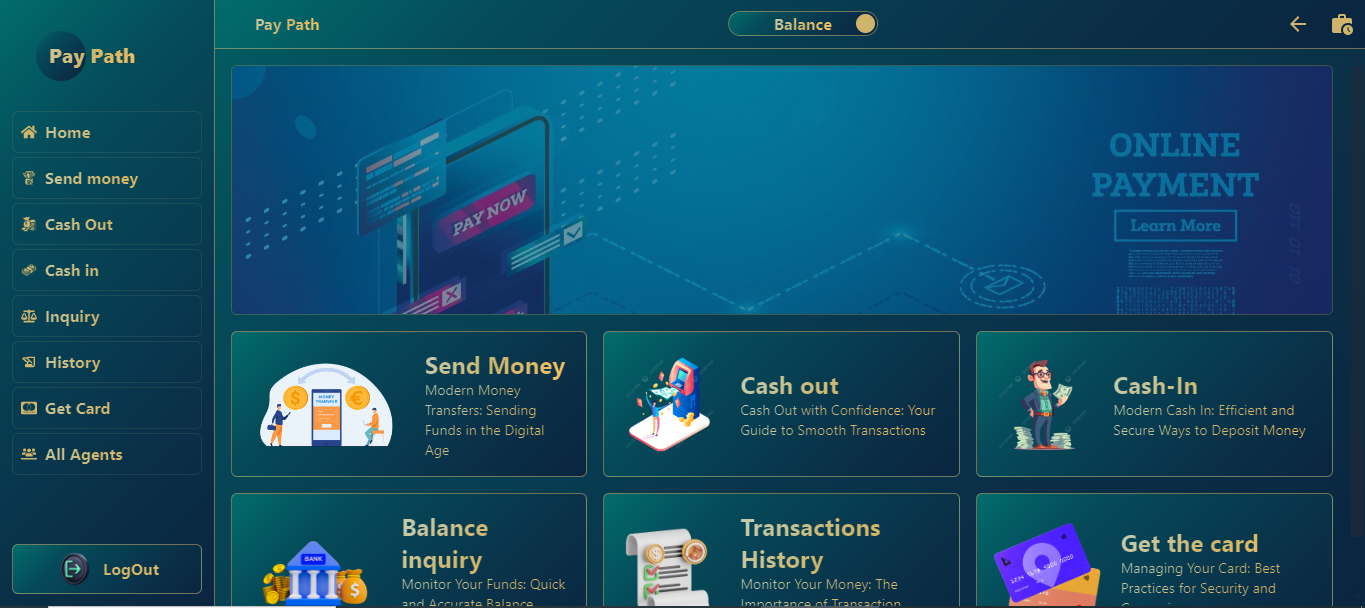 Pay Path
Home
Send money
Cash Out
Cash in
Inquiry
History
Get Card
All Agents
LogOut
Pay Path
Balance
PAY NOW
ONLINE
PAYMENT
Learn More
Send Money
Modern Money
Transfers: Sending
Funds in the Digital
Age
MONEY
TRANSFER
Cash out
Cash Out with Confidence: Your
Guide to Smooth Transactions
Cash-In
Modern Cash In: Efficient and
Secure Ways to Deposit Money
BANK
Balance
inquiry
Monitor Your Funds: Quick
and Accurate Balance
Transactions
History
Monitor Your Money: The
Importance of Transaction
Get the card
Managing Your Card: Best
Practices for Security and